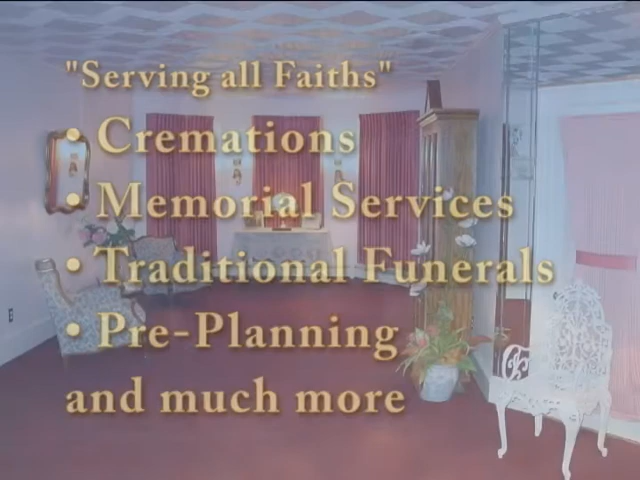 "Serving all Faiths"
• Cremations
• Memorial Services
• Traditional Funerals
• Pre-Planning
and much more